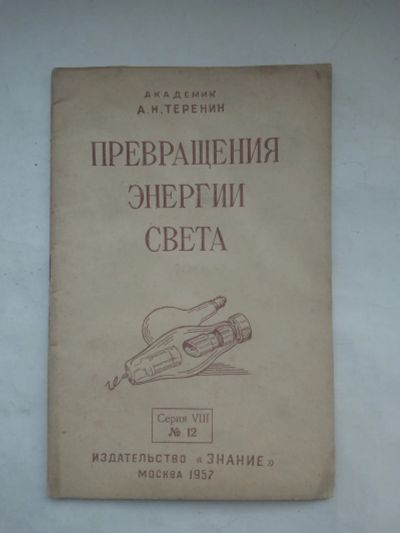 АКАДЕМИК
А.Н. ТЕРЕНИН
ПРЕВРАЩЕНИЯ
ЭНЕРГИИ
СВЕТА
Серия VIII
№ 12
ИЗДАТЕЛЬСТВО «ЗНАНИЕ»
МОСКВА 1957